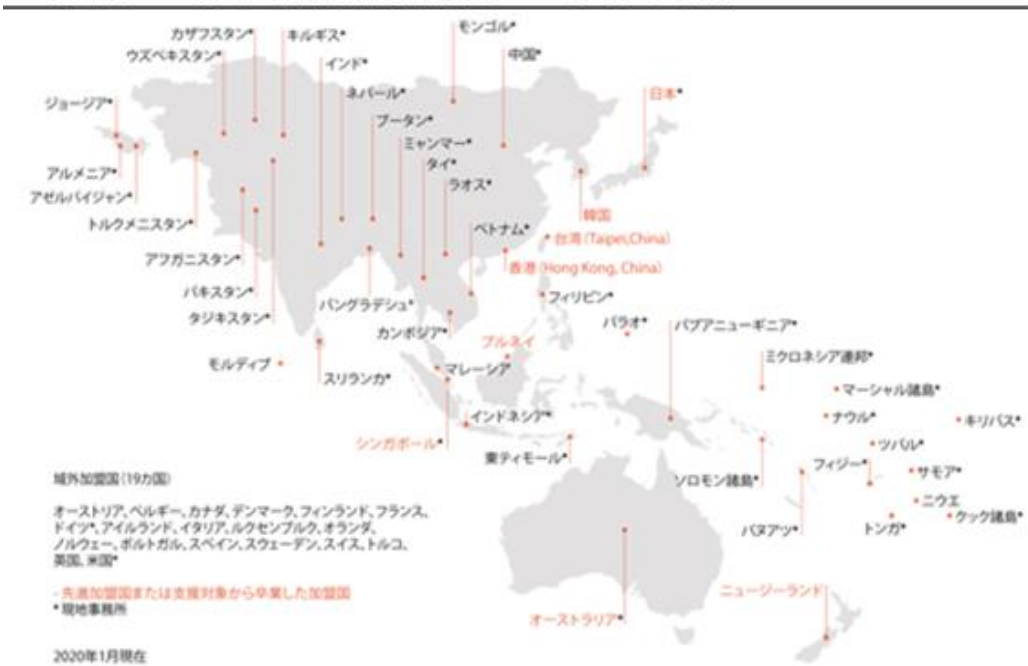 カザフスタン*
キルギス*
モンゴル*
ウズベキスタン*
インド*
中国*
ネパール*
日本*
ジョージア*
ブータン*
ミャンマー*
タイ*
アルメニア*
ラオス*
アゼルバイジャン*
韓国
トルクメニスタン*
ベトナム*
台湾(Taipei,China)
アフガニスタン*
香港(Hong Kong, China)
パキスタン*
バングラデシュ*
フィリピン*
タジキスタン*
カンボジア*
パラオ*
パプアニューギニア*
ブルネイ
ミクロネシア連邦*
モルディブ
スリランカ*
マレーシア
マーシャル諸島*
インドネシア*
ナウル*
キリバス*
シンガポール*
東ティモール*
ツバル*
フィジー*
サモア*
ソロモン諸島*
ニウエ
バヌアツ*
トンガ*
クック諸島*
域外加盟国(19カ国)
オーストリア、ベルギー、カナダ、デンマーク、フィンランド、フランス、
ドイツ*、アイルランド、イタリア、ルクセンブルク、オランダ、
ノルウェー、ポルトガル、スペイン、スウェーデン、スイス、トルコ、
英国、米国*
- 先進加盟国または支援対象から卒業した加盟国
* 現地事務所
ニュージーランド
オーストラリア*
2020年1月現在